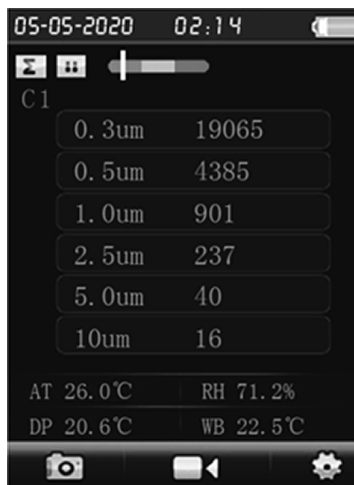 05-05-2020 02:14
Σ
C1
0.3um 19065
0.5um 4385
1.0um 901
2.5um 237
5.0um 40
10um 16
AT 26.0℃ RH 71.2%
DP 20.6℃ WB 22.5℃